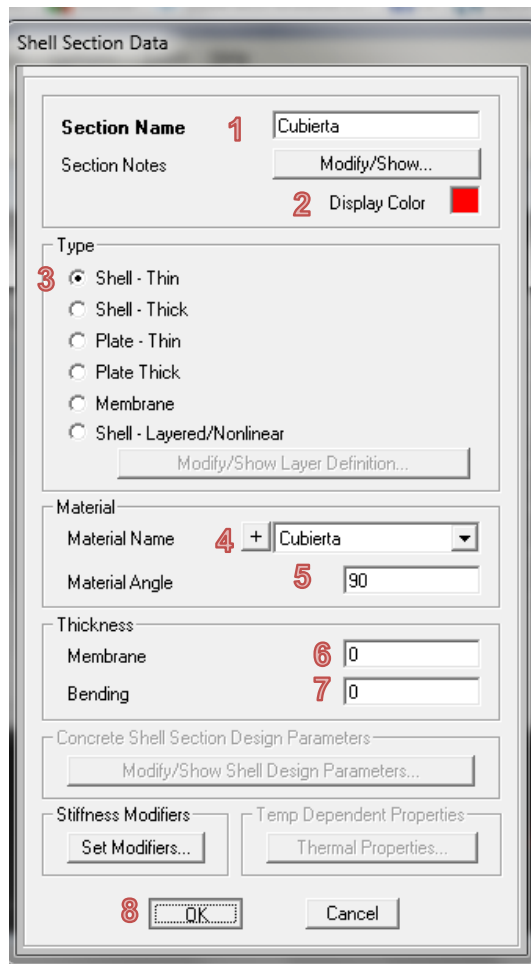 Shell Section Data
Section Name 1 Cubierta
Section Notes Modify/Show...
2 Display Color
Type
3 Shell - Thin
Shell - Thick
Plate - Thin
Plate Thick
Membrane
Shell - Layered/Nonlinear
Modify/Show Layer Definition...
Material
Material Name 4 + Cubierta
Material Angle 5 90
Thickness
Membrane 6 0
Bending 7 0
Concrete Shell Section Design Parameters
Modify/Show Shell Design Parameters...
Stiffness Modifiers Temp Dependent Properties
Set Modifiers... Thermal Properties...
8 OK Cancel